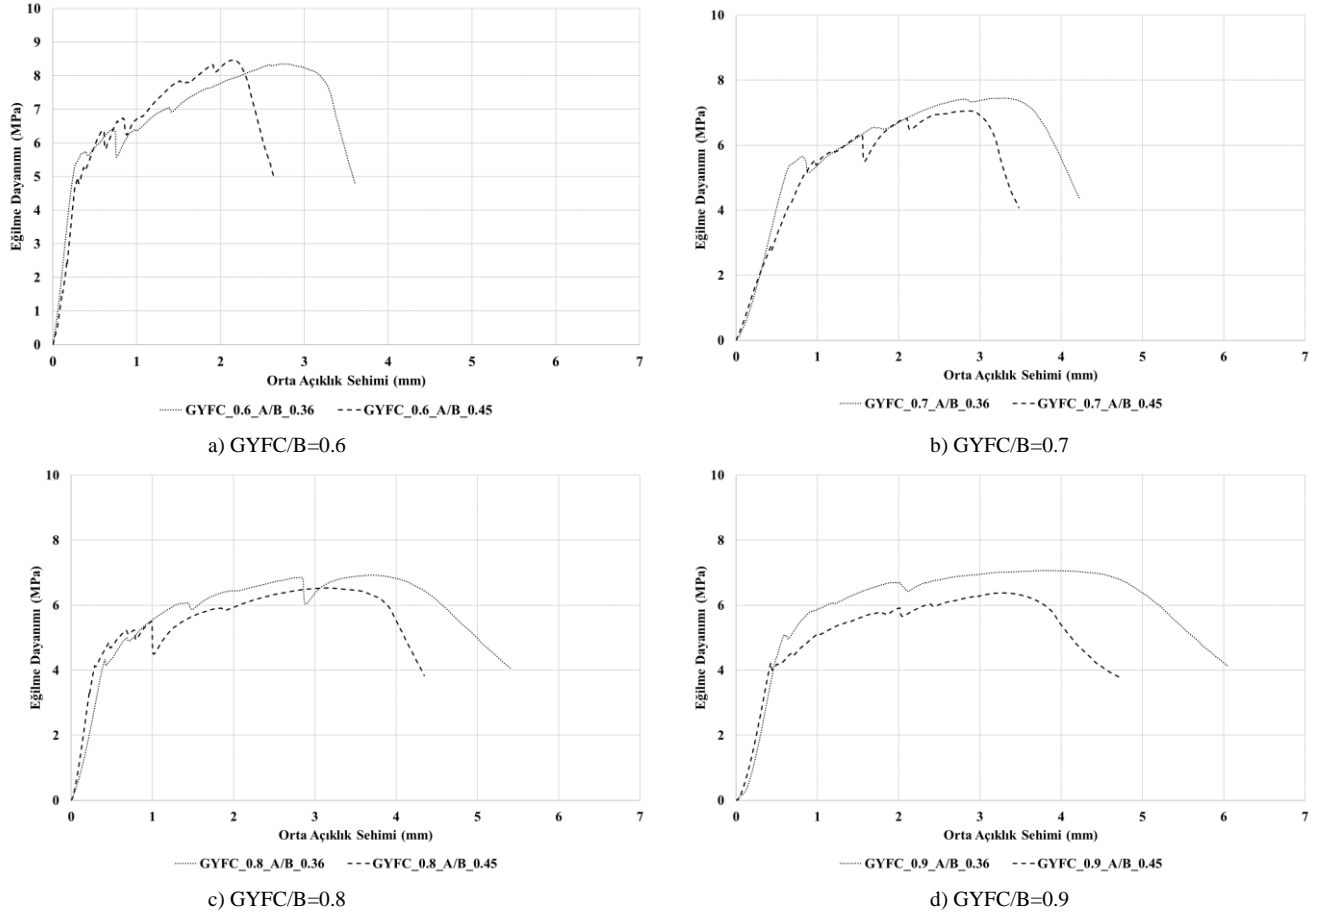 10
9
8
7
6
5
4
3
2
1
0
Eğilme Dayanımı (MPa)
0 1 2 3 4 5 6 7
Orta Açıklık Sehimi (mm)
GYFC_0.6_A/B_0.36 GYFC_0.6_A/B_0.45
a) GYFC/B=0.6
10
8
6
4
2
0
Eğilme Dayanımı (MPa)
0 1 2 3 4 5 6 7
Orta Açıklık Sehimi (mm)
GYFC_0.7_A/B_0.36 GYFC_0.7_A/B_0.45
b) GYFC/B=0.7
10
8
6
4
2
0
Eğilme Dayanımı (MPa)
0 1 2 3 4 5 6 7
Orta Açıklık Sehimi (mm)
GYFC_0.8_A/B_0.36 GYFC_0.8_A/B_0.45
c) GYFC/B=0.8
10
8
6
4
2
0
Eğilme Dayanımı (MPa)
0 1 2 3 4 5 6 7
Orta Açıklık Sehimi (mm)
GYFC_0.9_A/B_0.36 GYFC_0.9_A/B_0.45
d) GYFC/B=0.9